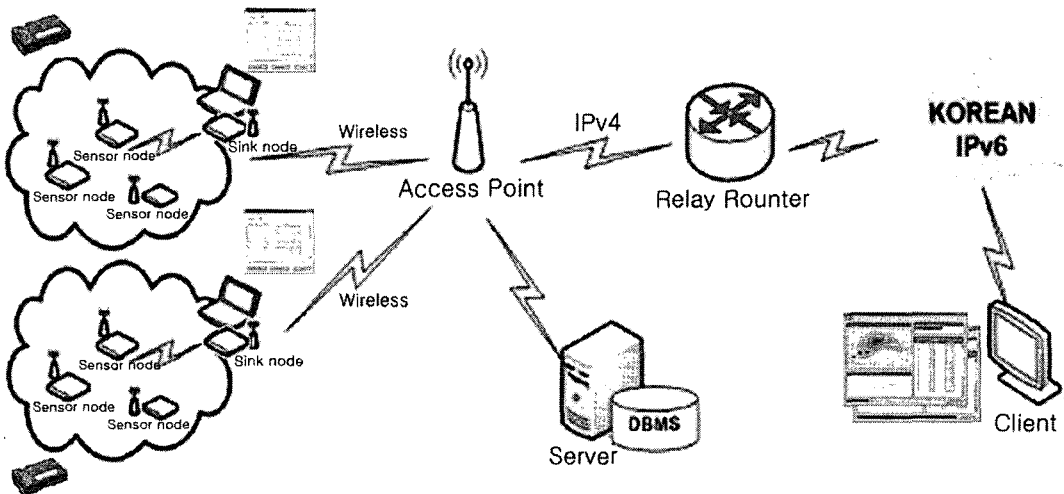 Sensor node
Sink node
Sensor node
Sensor node
Wireless
Access Point
IPv4
Relay Rounter
KOREAN
IPv6
Wireless
Sensor node
Sink node
Sensor node
Sensor node
DBMS
Server
Client